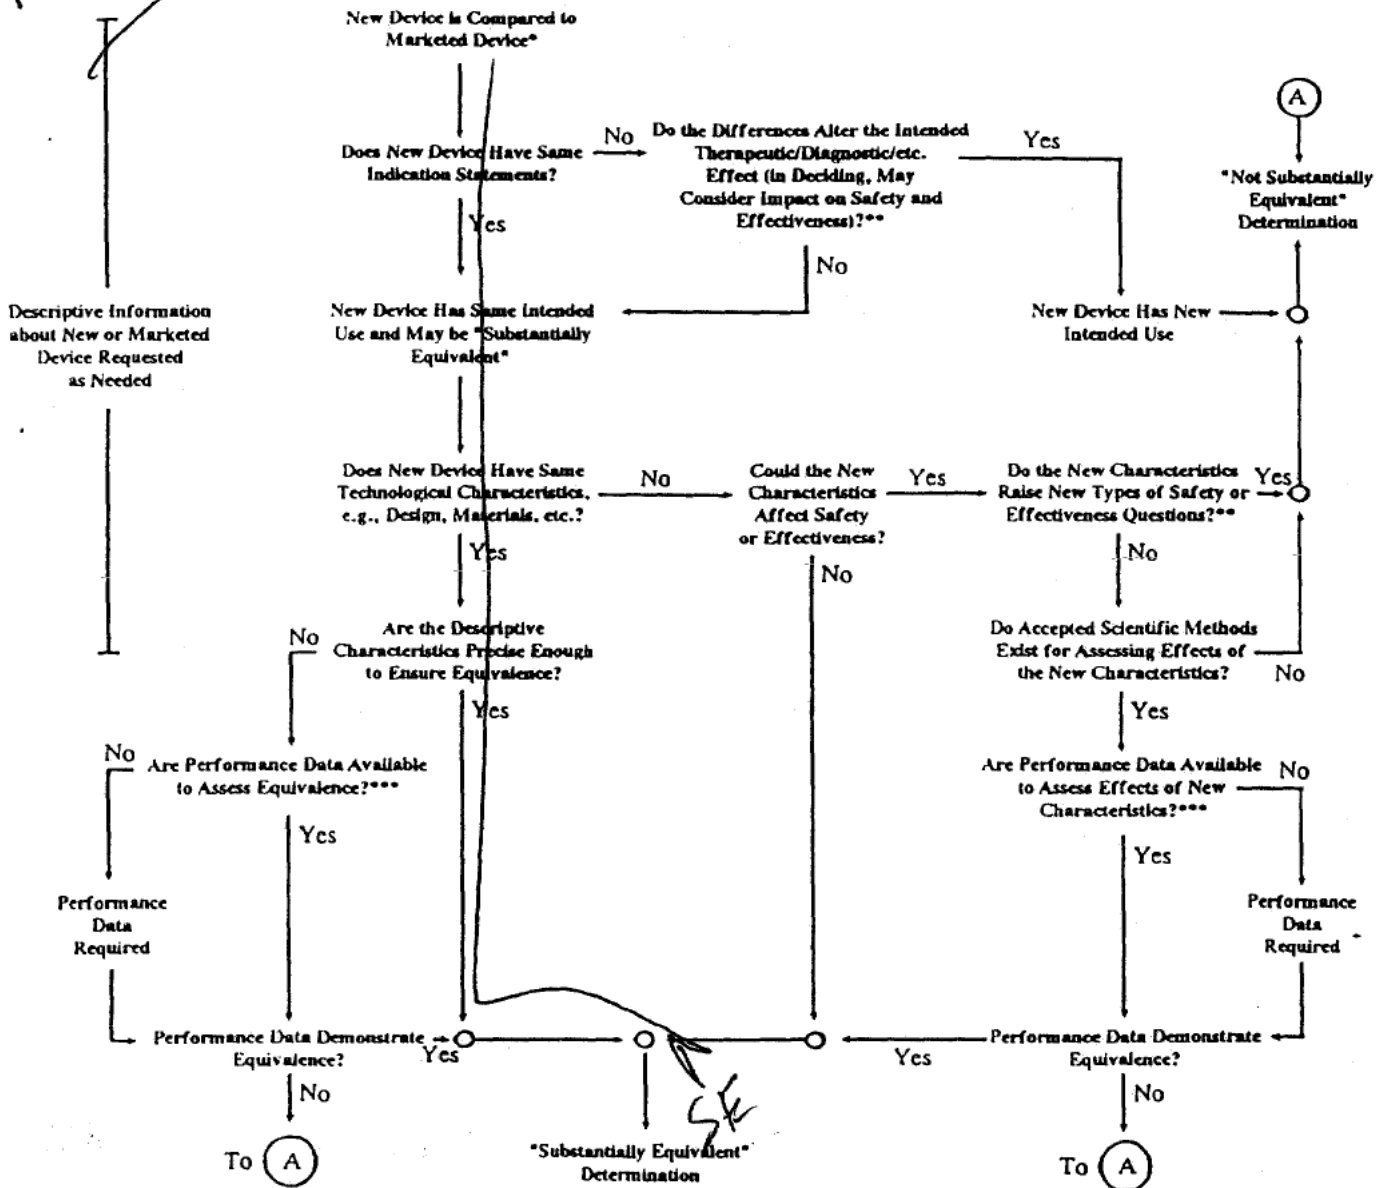 New Device is Compared to
Marketed Device*
A
Does New Device Have Same
Indication Statements?
No
Do the Differences Alter the Intended
Therapeutic/Diagnostic/etc.
Effect (in Deciding, May
Consider Impact on Safety and
Effectiveness)?**
Yes
"Not Substantially
Equivalent"
Determination
Yes
No
Descriptive Information
about New or Marketed
Device Requested
as Needed
New Device Has Same Intended
Use and May be "Substantially
Equivalent"
New Device Has New
Intended Use
Does New Device Have Same
Technological Characteristics,
e.g., Design, Materials, etc.?
No
Could the New
Characteristics
Affect Safety
or Effectiveness?
Yes
Do the New Characteristics
Raise New Types of Safety or
Effectiveness Questions?**
Yes
Yes
No
No
No
Are the Descriptive
Characteristics Precise Enough
to Ensure Equivalence?
Do Accepted Scientific Methods
Exist for Assessing Effects of
the New Characteristics?
No
Yes
Yes
No
Are Performance Data Available
to Assess Equivalence?***
Are Performance Data Available
to Assess Effects of New
Characteristics?***
No
Yes
Yes
Performance
Data
Required
Performance
Data
Required
Performance Data Demonstrate
Equivalence?
Yes
Yes
Performance Data Demonstrate
Equivalence?
No
SE
No
To A
"Substantially Equivalent"
Determination
To A